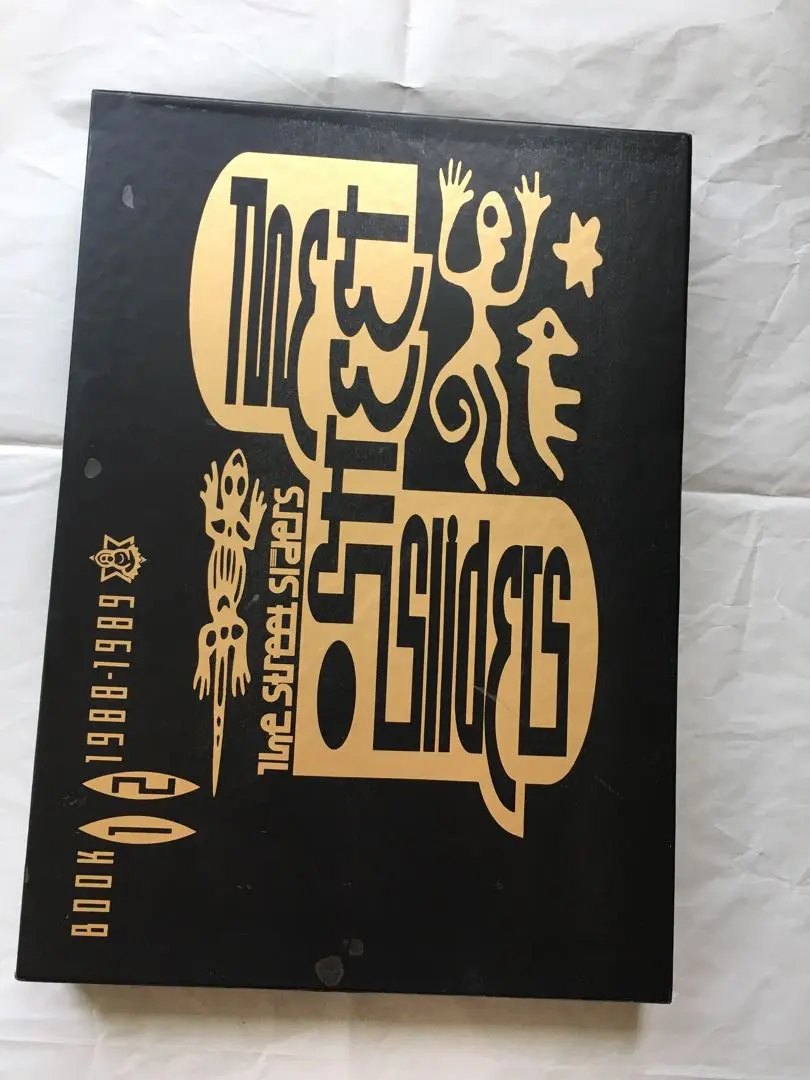 BOOK 1 2 1988-1989
The Street Sliders
The
Street
Sliders